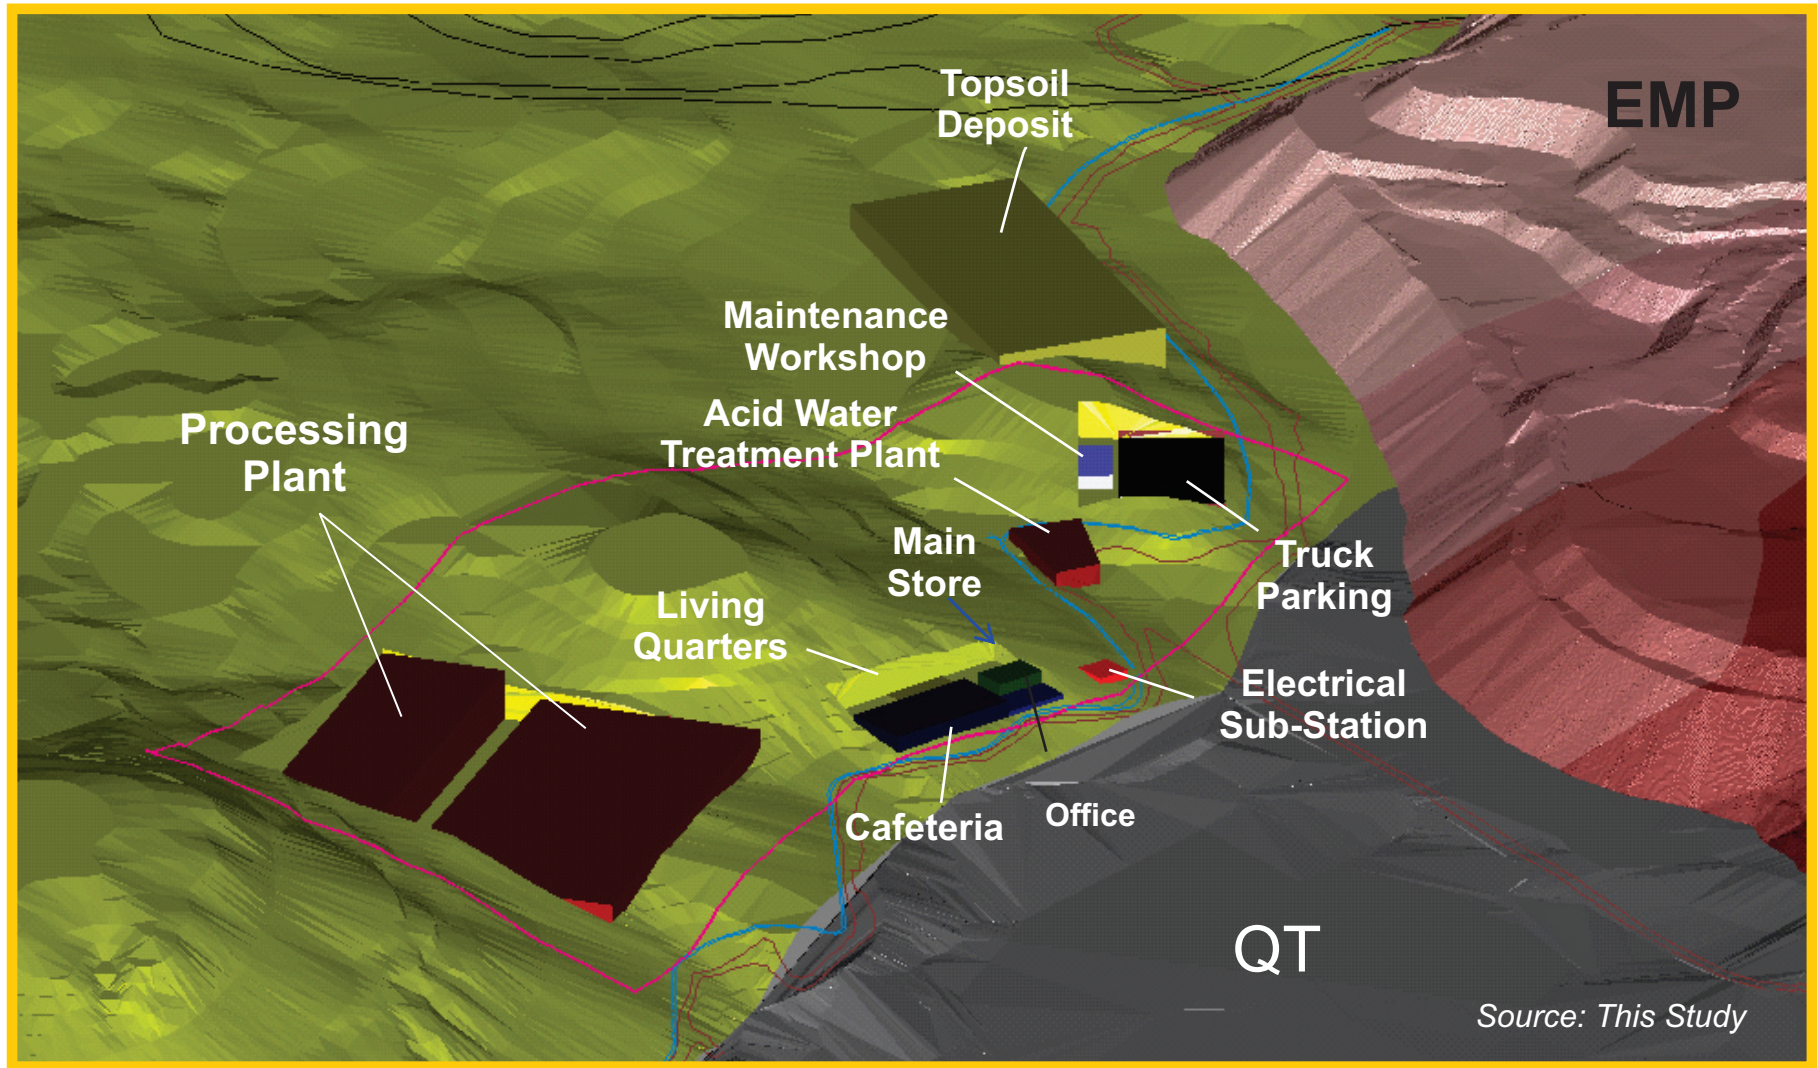 EMP
Topsoil
Deposit
Maintenance
Workshop
Acid Water
Treatment Plant
Processing
Plant
Main
Store
Truck
Parking
Living
Quarters
Electrical
Sub-Station
Cafeteria
Office
QT
Source: This Study